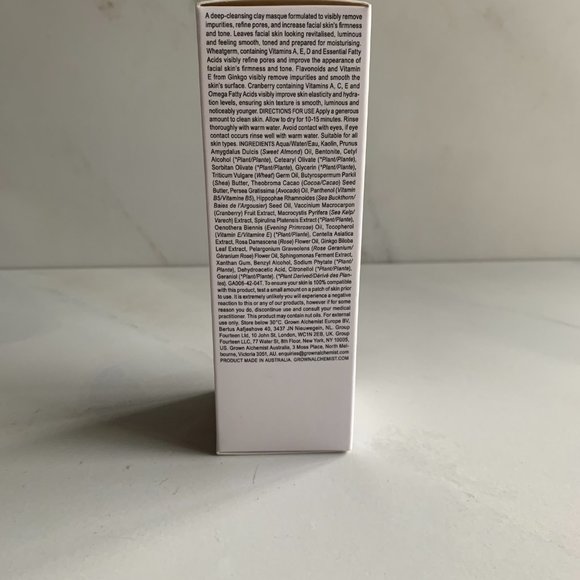 A deep-cleansing clay masque formulated to visibly remove
impurities, refine pores, and increase facial skin's firmness
and tone. Leaves facial skin looking revitalised, luminous
and feeling smooth, toned and prepared for moisturising.
Wheatgerm, containing Vitamins A, E, D and Essential Fatty
Acids visibly refine pores and improve the appearance of
facial skin's firmness and tone. Flavonoids and Vitamin
E from Ginkgo visibly remove impurities and smooth the
skin's surface. Cranberry containing Vitamins A, C, E and
Omega Fatty Acids visibly improve skin elasticity and hydra-
tion levels, ensuring skin texture is smooth, luminous and
noticeably younger. DIRECTIONS FOR USE Apply a generous
amount to clean skin. Allow to dry for 10-15 minutes. Rinse
thoroughly with warm water. Avoid contact with eyes, if eye
contact occurs rinse well with warm water. Suitable for all
skin types. INGREDIENTS Aqua/Water/Eau, Kaolin, Prunus
Amygdalus Dulcis (Sweet Almond) Oil, Bentonite, Cetyl
Alcohol (*Plant/Plante), Cetearyl Olivate (*Plant/Plante),
Sorbitan Olivate (*Plant/Plante), Glycerin (*Plant/Plante),
Triticum Vulgare (Wheat) Germ Oil, Butyrospermum Parkii
(Shea) Butter, Theobroma Cacao (Cocoa/Cacao) Seed
Butter, Persea Gratissima (Avocado) Oil, Panthenol (Vitamin
B5/Vitamine B5), Hippophae Rhamnoides (Sea Buckthorn/
Baies de l'Argousier) Seed Oil, Vaccinium Macrocarpon
(Cranberry) Fruit Extract, Macrocystis Pyrifera (Sea Kelp/
Varech) Extract, Spirulina Platensis Extract (*Plant/Plante),
Oenothera Biennis (Evening Primrose) Oil, Tocopherol
(Vitamin E/Vitamine E) (*Plant/Plante), Centella Asiatica
Extract, Rosa Damascena (Rose) Flower Oil, Ginkgo Biloba
Leaf Extract, Pelargonium Graveolens (Rose Geranium/
Géranium Rosat) Flower Oil, Sphingomonas Ferment Extract,
Xanthan Gum, Benzyl Alcohol, Sodium Phytate (*Plant/
Plante), Dehydroacetic Acid, Citronellol (*Plant/Plante),
Geraniol (*Plant/Plante). (*Plant Derived/Dérivé des Plan-
tes). GA006-42-04T. To ensure your skin is 100% compatible
with this product, test a small amount on a patch of skin prior
to use. It is extremely unlikely you will experience a negative
reaction to this or any of our products, however if for some
reason you do, discontinue use and consult your medical
practitioner. This product may contain nut oils. For external
use only. Store below 30°C. Grown Alchemist Europe BV,
Bertus Aafjeshove 40, 3437 JN Nieuwegein, NL. Group
Fourteen Ltd, 10 John St, London, WC1N 2EB, UK. Group
Fourteen LLC, 77 Water St, 8th Floor, New York, NY 10005,
US. Grown Alchemist, 3 Moss Place, North Mel-
bourne, Victoria 3051, AU. enquiries@grownalchemist.com
PRODUCT MADE IN AUSTRALIA. GROWNALCHEMIST.COM